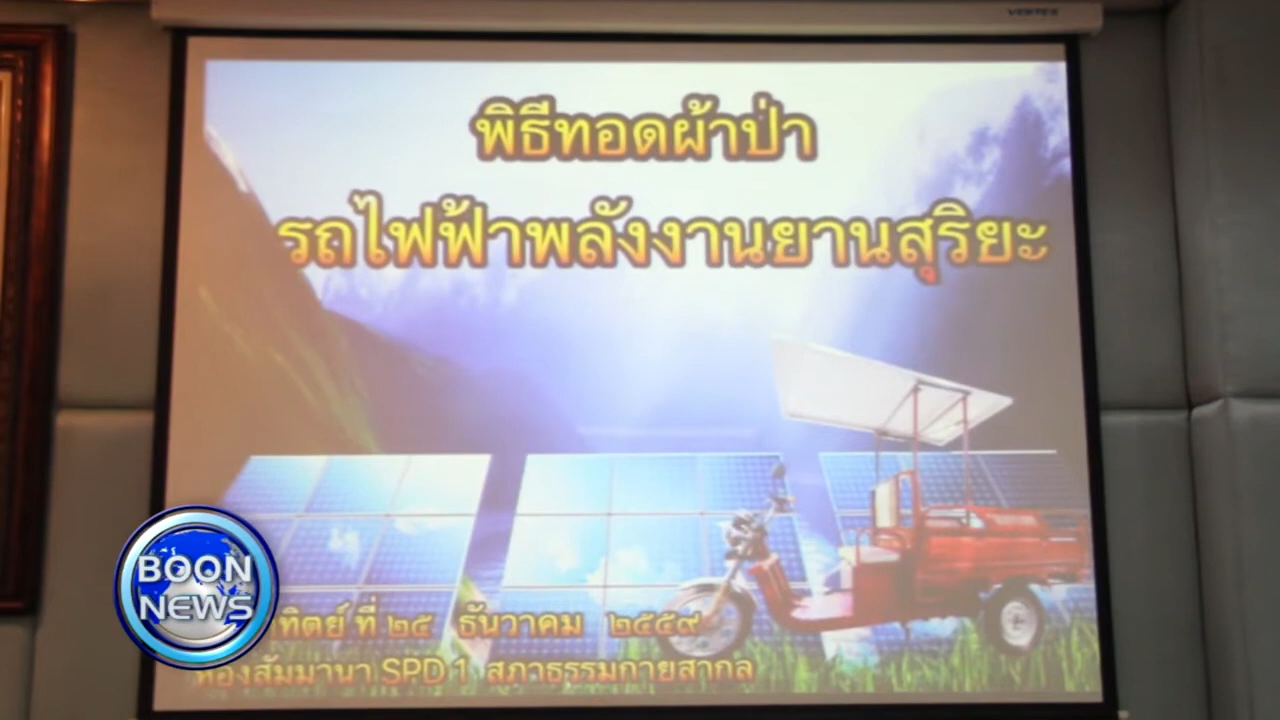 พิธีทอดผ้าป่า
รถไฟฟ้าพลังงานยานสุริยะ
ทิตย์ ที่ ๒๕ ธันวาคม ๒๕๕๙
ห้องสัมมานา SPD 1 สภาธรรมกายสากล
BOON
NEWS